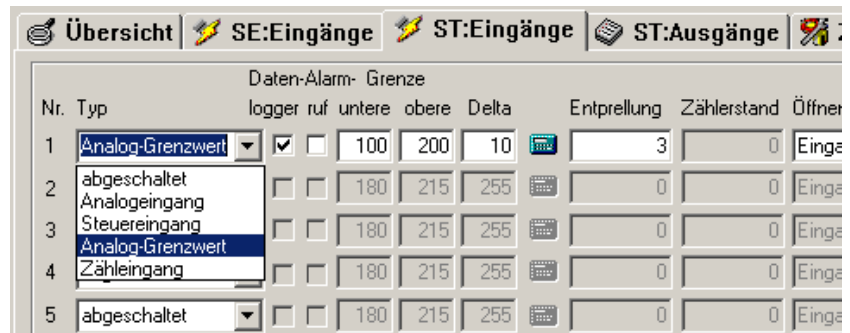 Übersicht SE:Eingänge ST:Eingänge ST:Ausgänge
Daten-Alarm- Grenze
Nr. Typ logger ruf untere obere Delta Entprellung Zählerstand Öffner
1 Analog-Grenzwert 100 200 10 3 0 Einga
abgeschaltet
2 180 215 255 0 0 Einga
Analogeingang
Steuereingang
3 180 215 255 0 0 Einga
Analog-Grenzwert
Zähleingang
4 180 215 255 0 0 Einga
5 abgeschaltet 180 215 255 0 0 Einga